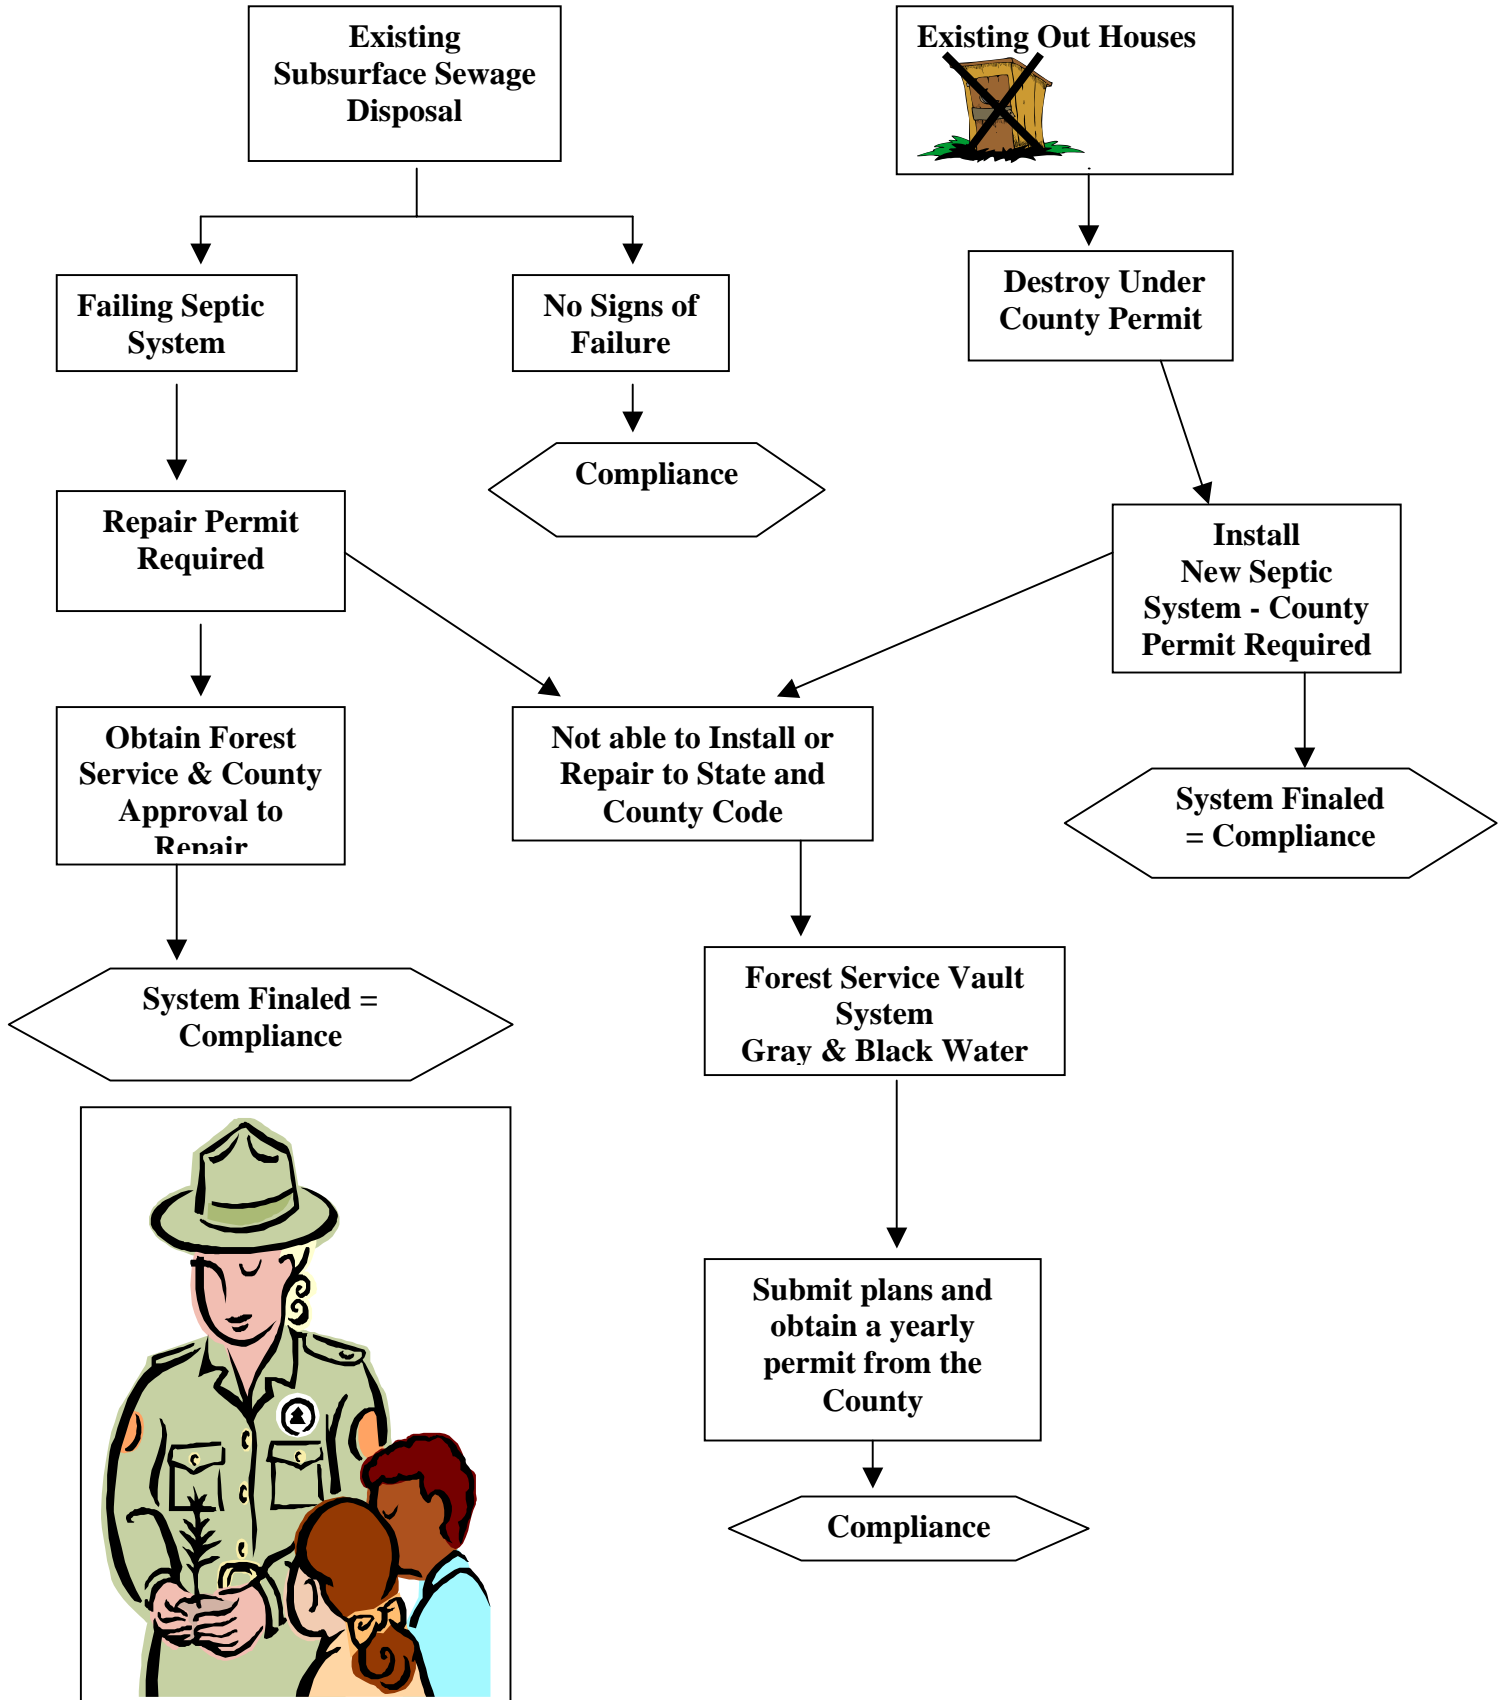 Existing
Subsurface Sewage
Disposal
Existing Out Houses
Failing Septic
System
No Signs of
Failure
Destroy Under
County Permit
Compliance
Repair Permit
Required
Install
New Septic
System - County
Permit Required
Obtain Forest
Service & County
Approval to
Repair
Not able to Install or
Repair to State and
County Code
System Finaled
= Compliance
System Finaled =
Compliance
Forest Service Vault
System
Gray & Black Water
Submit plans and
obtain a yearly
permit from the
County
Compliance